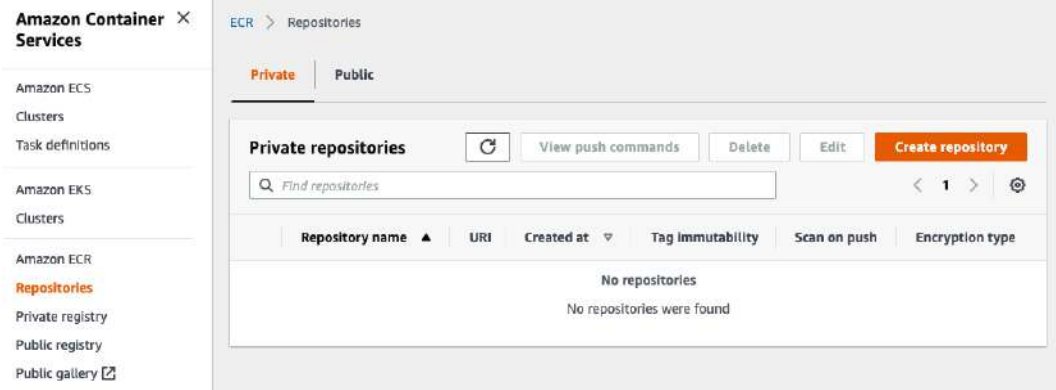 Amazon Container
Services
Amazon ECS
Clusters
Task definitions
Amazon EKS
Clusters
Amazon ECR
Repositories
Private registry
Public registry
Public gallery
ECR > Repositories
Private Public
Private repositories View push commands Delete Edit Create repository
Find repositories < 1 >
Repository name URI Created at Tag immutability Scan on push Encryption type
No repositories
No repositories were found